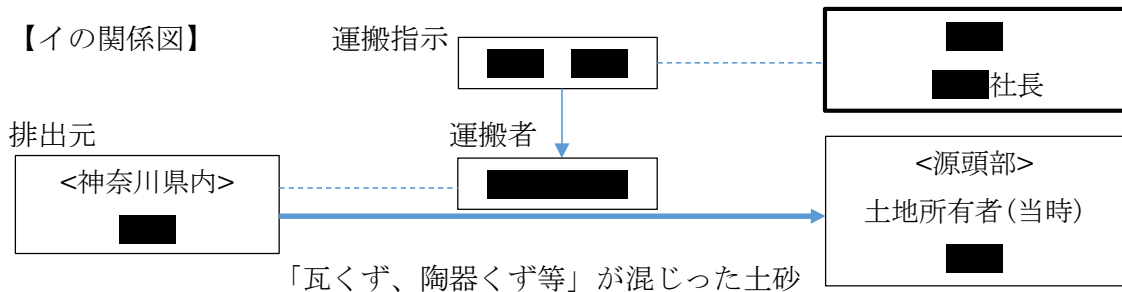 【イの関係図】
運搬指示
社長
排出元
運搬者
<神奈川県内>
<源頭部>
土地所有者(当時)
「瓦くず、陶器くず等」が混じった土砂